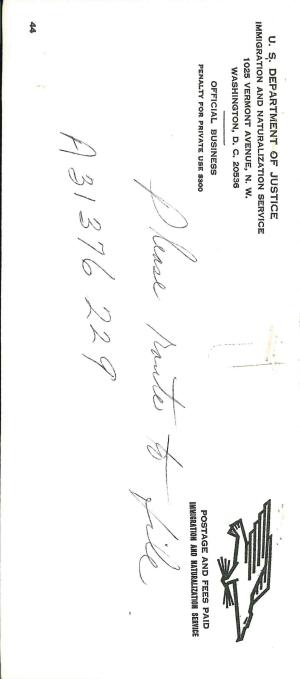 U. S. DEPARTMENT OF JUSTICE
IMMIGRATION AND NATURALIZATION SERVICE
1025 VERMONT AVENUE, N. W.
WASHINGTON, D. C. 20536
OFFICIAL BUSINESS
PENALTY FOR PRIVATE USE $300
POSTAGE AND FEES PAID
IMMIGRATION AND NATURALIZATION SERVICE
Please route to file
A31 376 229
44